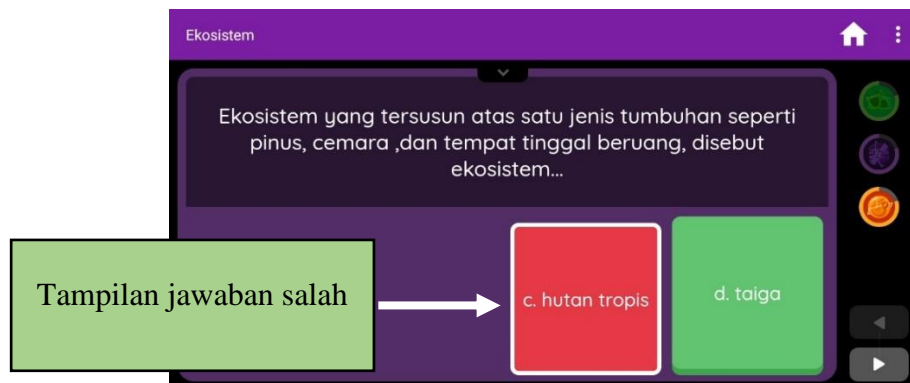 Ekosistem
Ekosistem yang tersusun atas satu jenis tumbuhan seperti
pinus, cemara ,dan tempat tinggal beruang, disebut
ekosistem...
Tampilan jawaban salah
c. hutan tropis
d. taiga